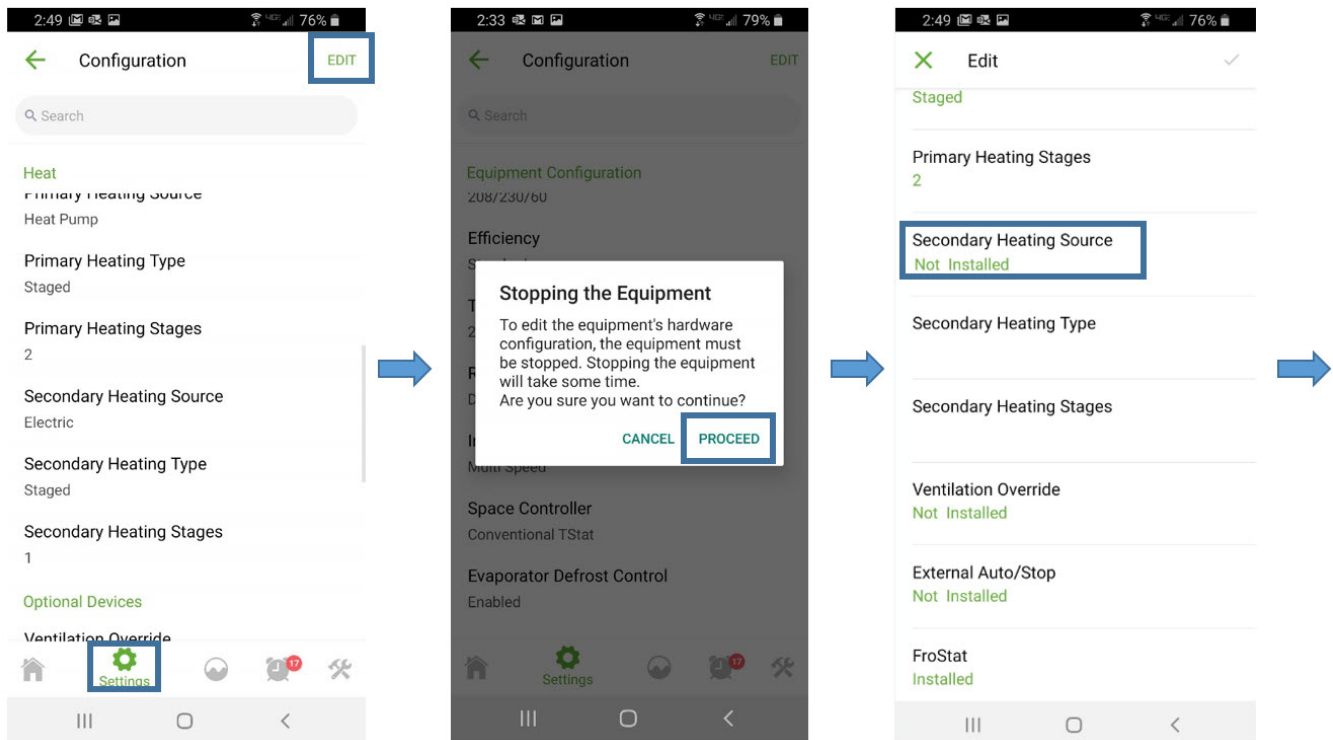 2:49 76%
Configuration EDIT
Search
Heat
Primary Heating Source
Heat Pump
Primary Heating Type
Staged
Primary Heating Stages
2
Secondary Heating Source
Electric
Secondary Heating Type
Staged
Secondary Heating Stages
1
Optional Devices
Ventilation Override
17
Settings
2:33 79%
Configuration EDIT
Search
Equipment Configuration
208/230/60
Efficiency
Stopping the Equipment
To edit the equipment's hardware
configuration, the equipment must
be stopped. Stopping the equipment
will take some time.
Are you sure you want to continue?
CANCEL PROCEED
Multi Speed
Space Controller
Conventional TStat
Evaporator Defrost Control
Enabled
17
Settings
2:49 76%
Edit
Staged
Primary Heating Stages
2
Secondary Heating Source
Not Installed
Secondary Heating Type
Secondary Heating Stages
Ventilation Override
Not Installed
External Auto/Stop
Not Installed
FroStat
Installed